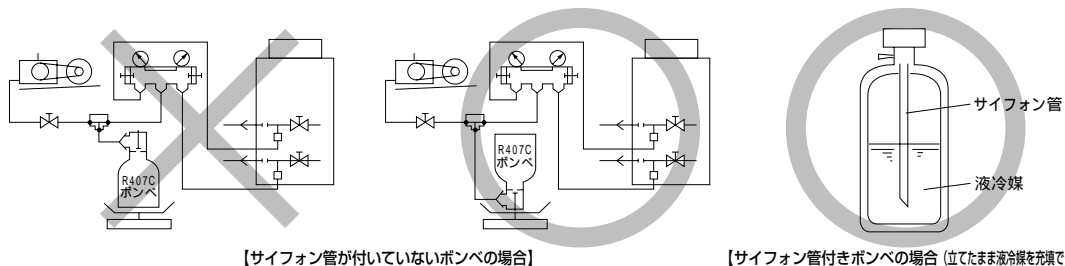 R407C
ボンベ
R407C
ボンベ
サイフォン管
液冷媒
【サイフォン管が付いていないボンベの場合】
【サイフォン管付きボンベの場合(立てたまま液冷媒を充填で